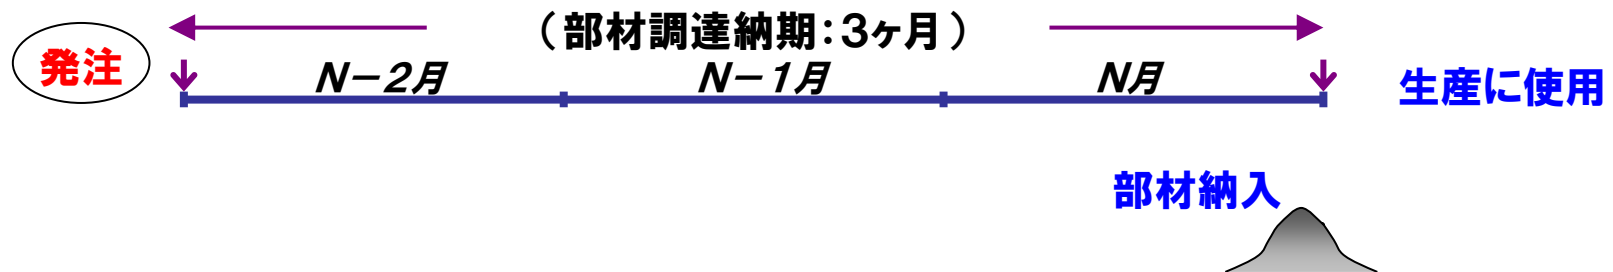 （部材調達納期：3ヶ月）
発注
N－2月
N－1月
N月
生産に使用
部材納入